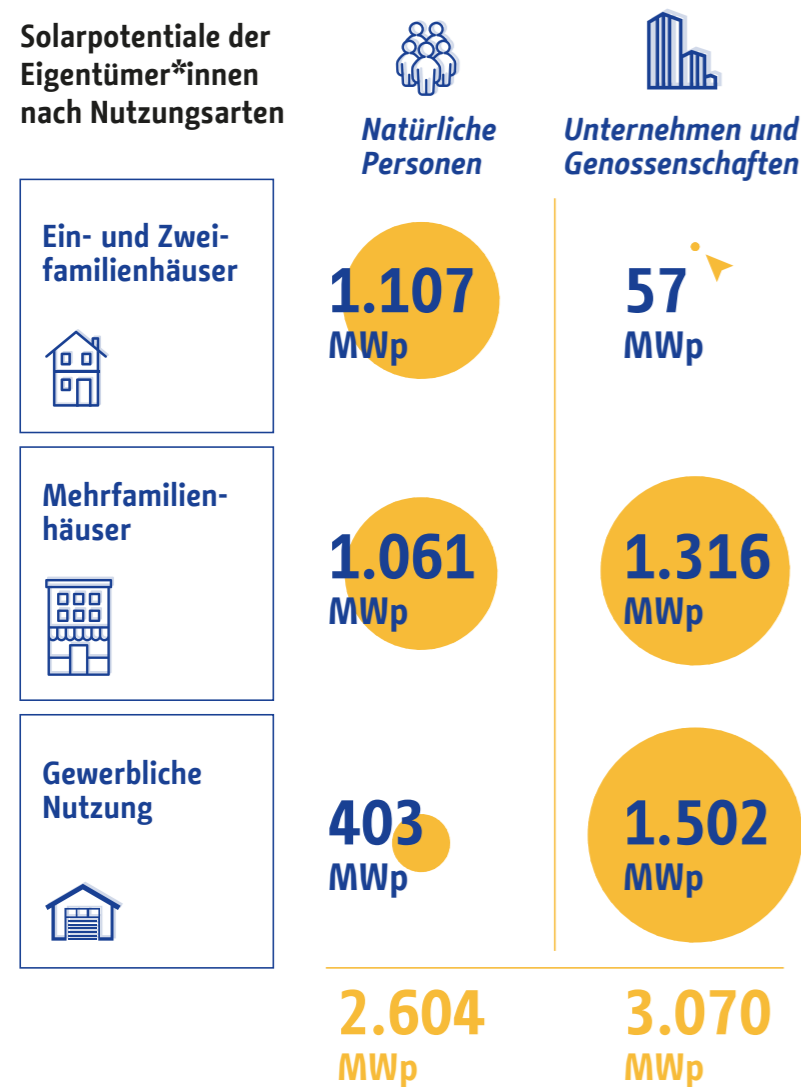 Solarpotentiale der
Eigentümer*innen
nach Nutzungsarten
Natürliche
Personen
Unternehmen und
Genossenschaften
Ein- und Zwei-
familienhäuser
1.107
MWp
57
MWp
Mehrfamilien-
häuser
1.061
MWp
1.316
MWp
Gewerbliche
Nutzung
403
MWp
1.502
MWp
2.604
MWp
3.070
MWp